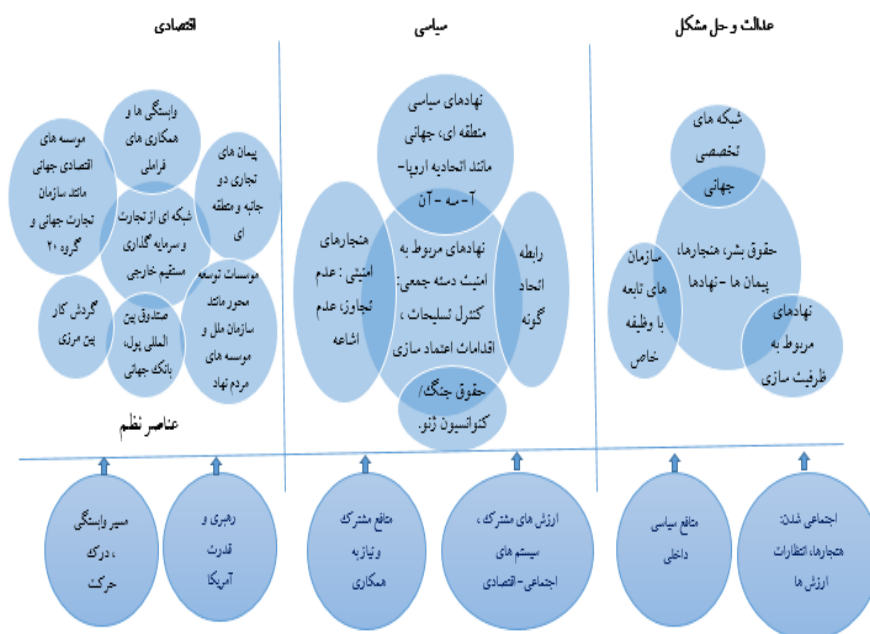 عدالت و حل مشکل
سیاسی
اقتصادی
شبکه های
تخصصی
جهانی
حقوق بشر، هنجارها،
پیمان ها -نهادها
سازمان
های تابعه
با وظیفه
خاص
نهادهای
مربوط به
ظرفیت سازی
نهادهای سیاسی
منطقه ای، جهانی
مانند اتحادیه اروپا-
آ- سه - آن
هنجارهای
امنیتی : عدم
تجاوز، عدم
اشاعه
نهادهای مربوط به
امنیت دسته جمعی:
کنترل تسلیحات ،
اقدامات اعتماد سازی
رابطه
اتحاد
گونه
حقوق جنگ/
کنوانسیون ژنو.
وابستگی ها و
همکاری های
فراملی
موسسه های
اقتصادی جهانی
مانند سازمان
تجارت جهانی و
گروه ۲۰
پیمان های
تجاری دو
جانبه و منطقه
ای
شبکه ای از تجارت
و سرمایه گذاری
مستقیم خارجی
موسسات توسعه
محور مانند
سازمان ملل و
موسسه های
مردم نهاد
صندوق بین
المللی پول،
بانک جهانی
گردش کار
بین مرزی
عناصر نظم
اجتماعی شدن:
هنجارها، انتظارات
ارزش ها
منافع سیاسی
داخلی
ارزش های مشترک ،
سیستم های
اجتماعی-اقتصادی
منافع مشترک
و نیاز به
همکاری
رهبری و
قدرت
آمریکا
مسیر وابستگی
، درک
حرکت